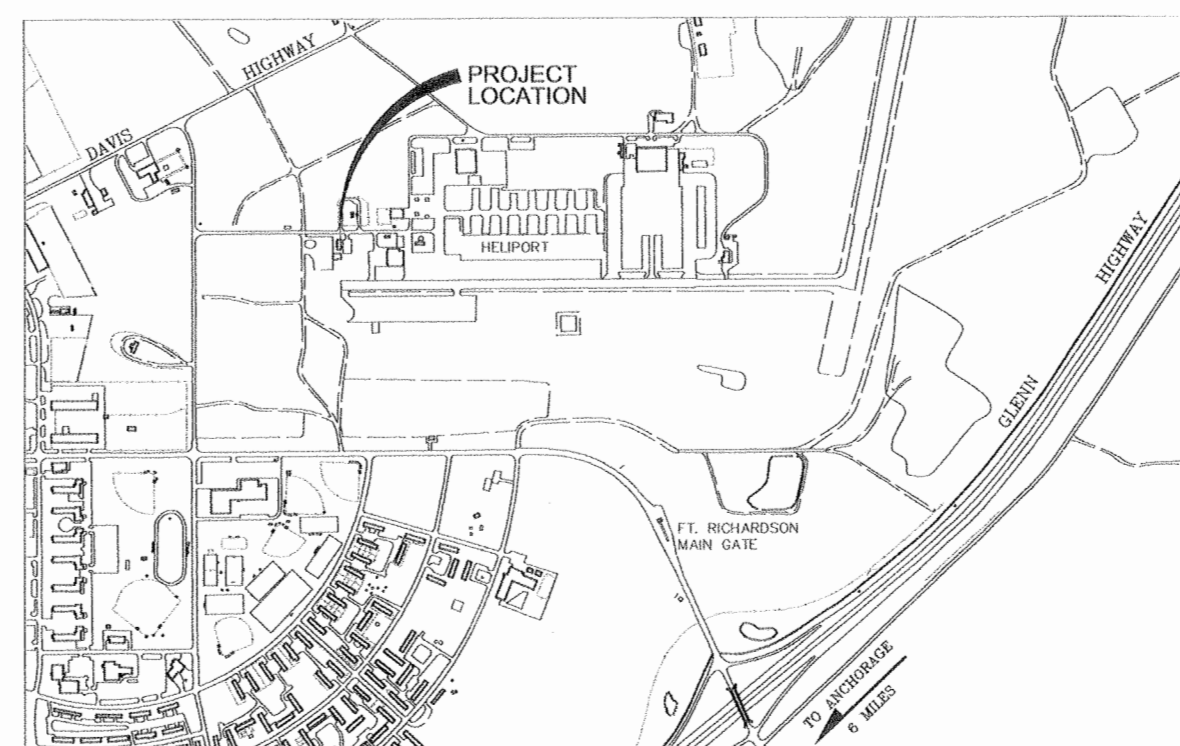 DAVIS HIGHWAY
PROJECT
LOCATION
HELIPORT
GLENN HIGHWAY
FT. RICHARDSON
MAIN GATE
TO ANCHORAGE
6 MILES